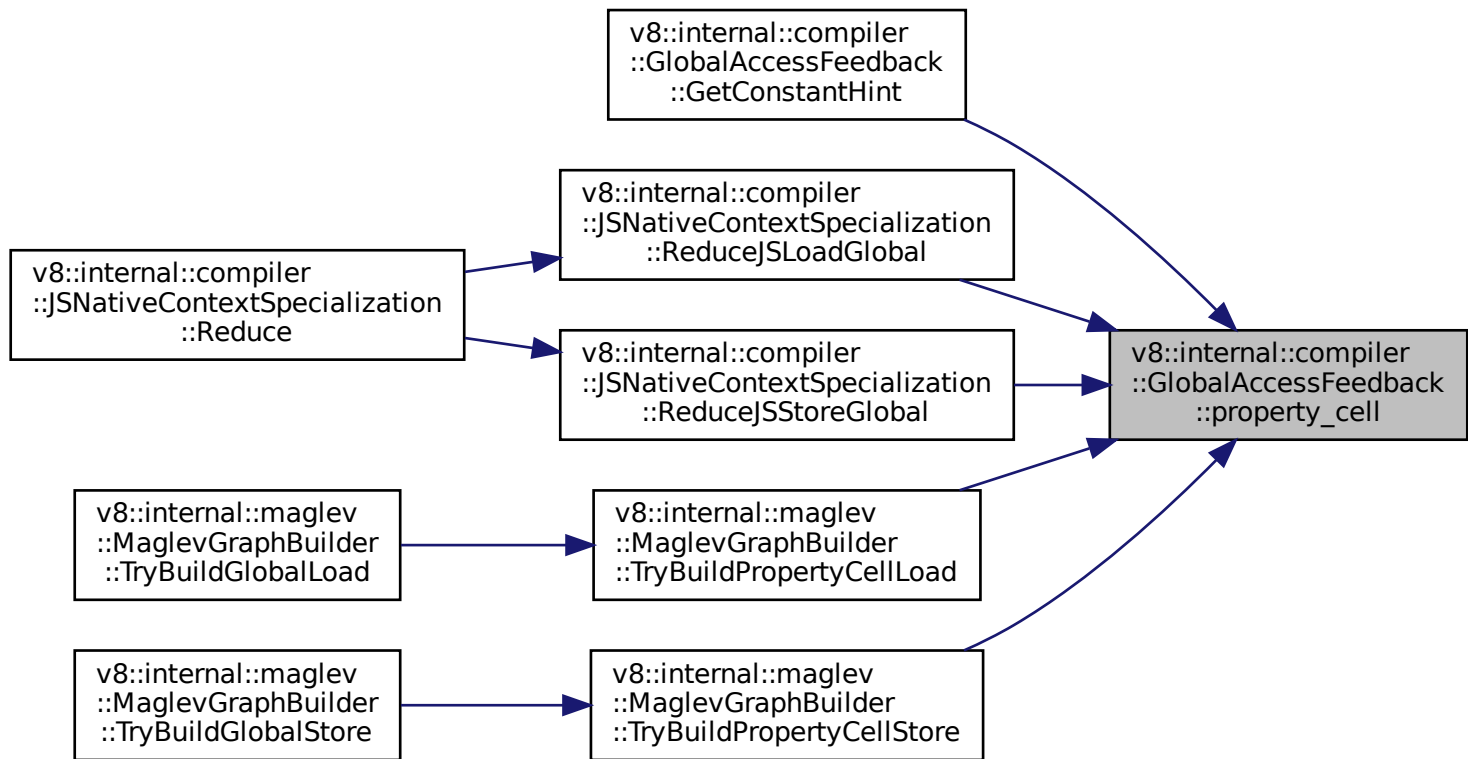 v8::internal::compiler
::GlobalAccessFeedback
::GetConstantHint
v8::internal::compiler
::JSNativeContextSpecialization
::ReduceJSLoadGlobal
v8::internal::compiler
::JSNativeContextSpecialization
::Reduce
v8::internal::compiler
::JSNativeContextSpecialization
::ReduceJSStoreGlobal
v8::internal::compiler
::GlobalAccessFeedback
::property_cell
v8::internal::maglev
::MaglevGraphBuilder
::TryBuildGlobalLoad
v8::internal::maglev
::MaglevGraphBuilder
::TryBuildPropertyCellLoad
v8::internal::maglev
::MaglevGraphBuilder
::TryBuildGlobalStore
v8::internal::maglev
::MaglevGraphBuilder
::TryBuildPropertyCellStore